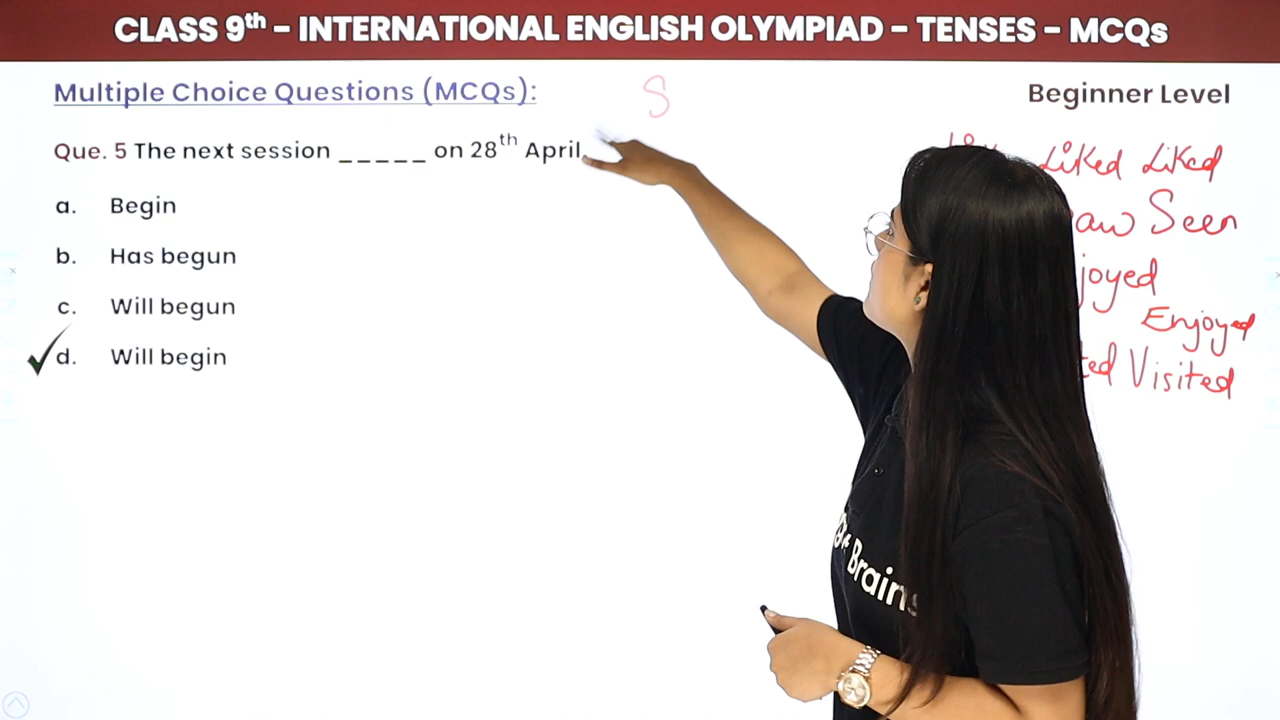 CLASS 9th - INTERNATIONAL ENGLISH OLYMPIAD - TENSES - MCQs
Multiple Choice Questions (MCQs):
S
Beginner Level
Que. 5 The next session _____ on 28th April
a. Begin
b. Has begun
c. Will begun
d. Will begin
Liked Liked
Seen
Enjoyed
Visited
Brains